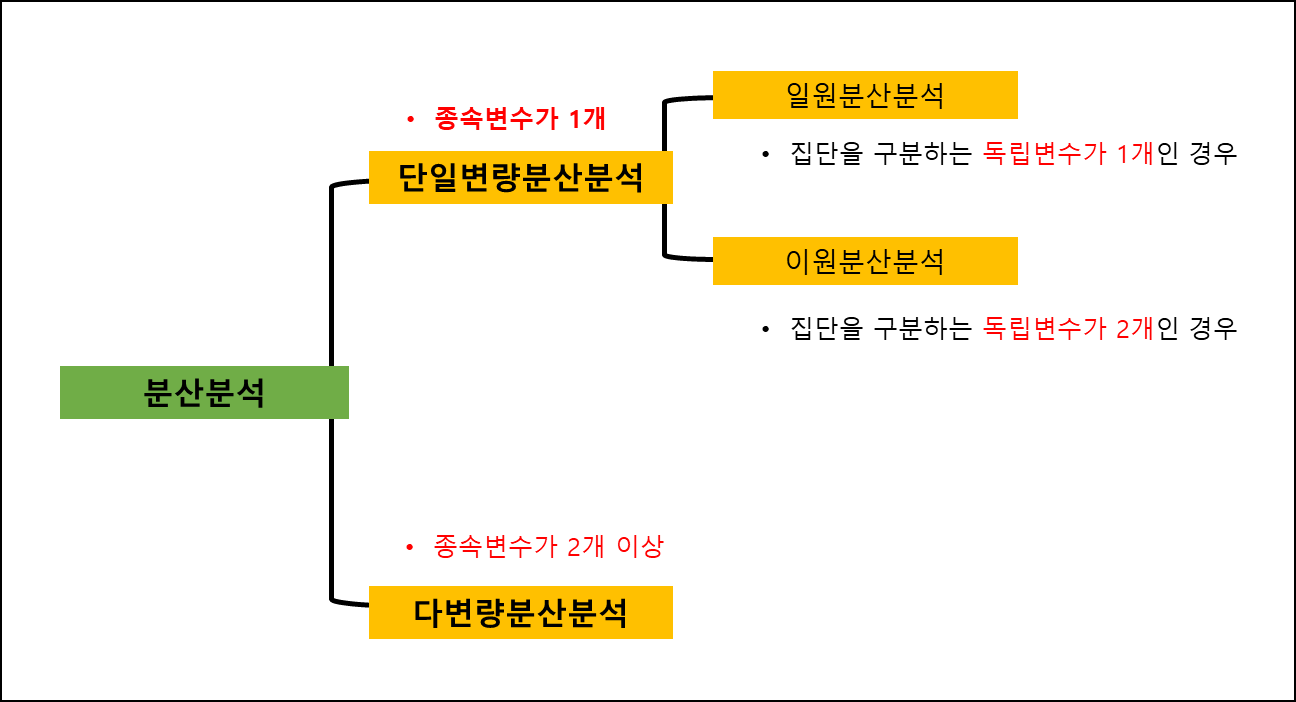 • 종속변수가 1개
단일변량분산분석
일원분산분석
• 집단을 구분하는 독립변수가 1개인 경우
이원분산분석
• 집단을 구분하는 독립변수가 2개인 경우
분산분석
• 종속변수가 2개 이상
다변량분산분석